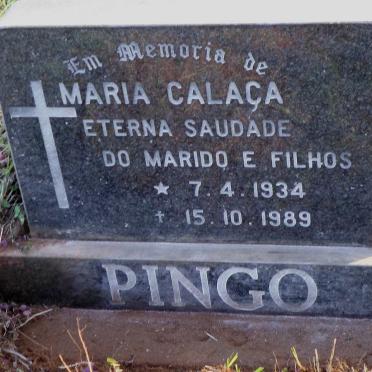 Em Memoria de
MARIA CALAÇA
ETERNA SAUDADE
DO MARIDO E FILHOS
★ 7.4.1934
✝ 15.10.1989
PINGO